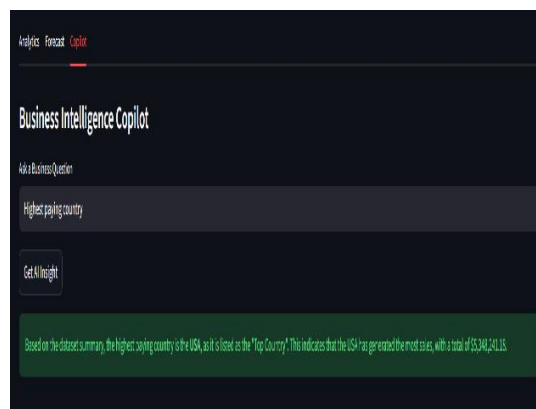 Analytics Forecast Copilot
Business Intelligence Copilot
Ask a Business Question
Highest paying country
Get AI Insight
Based on the dataset summary, the highest paying country is the USA, as it is listed as the "Top Country". This indicates that the USA has generated the most sales, with a total of $5,348,241.15.